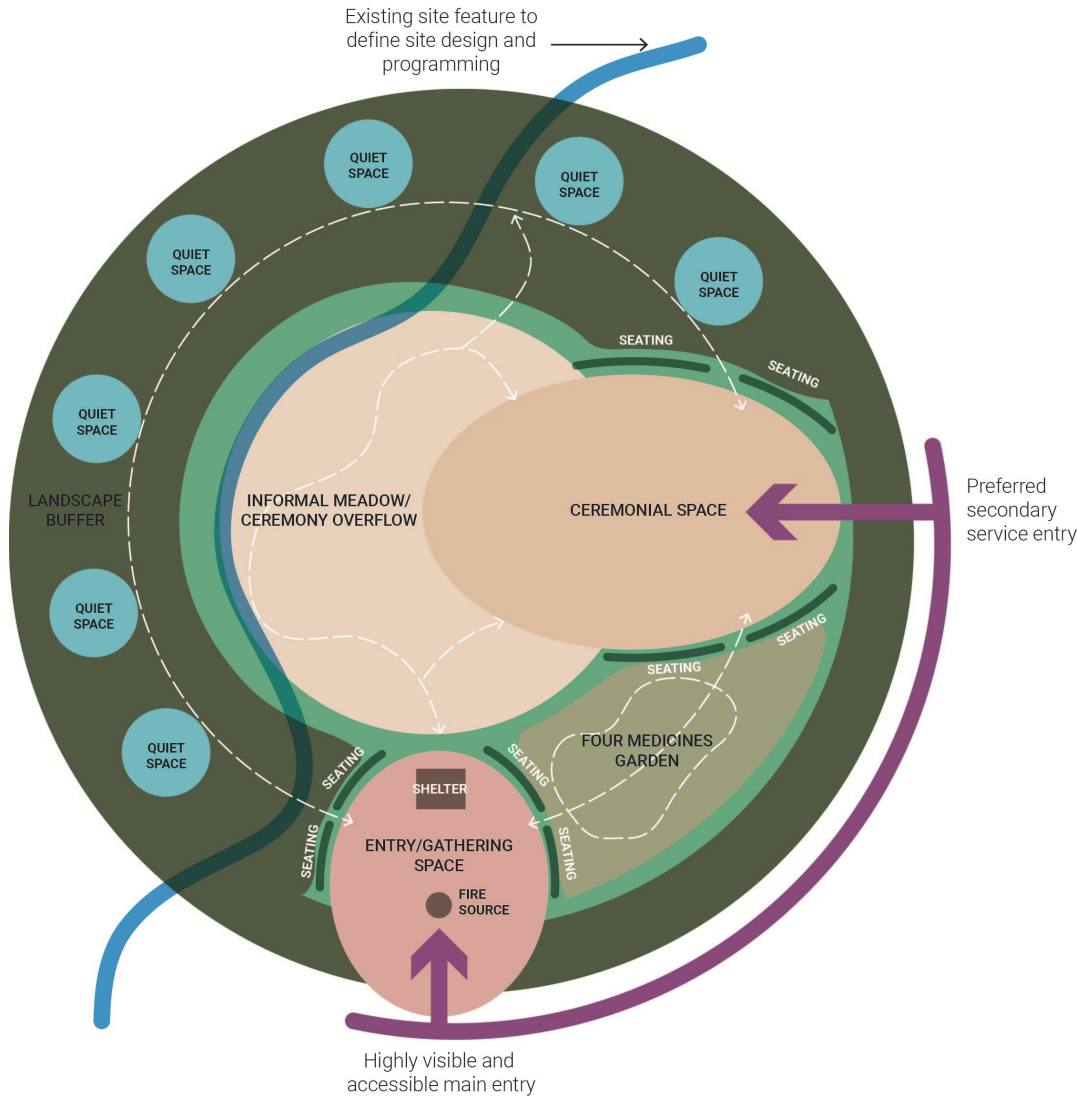 Existing site feature to
define site design and
programming
QUIET
SPACE
QUIET
SPACE
QUIET
SPACE
QUIET
SPACE
SEATING
SEATING
QUIET
SPACE
LANDSCAPE
BUFFER
INFORMAL MEADOW/
CEREMONY OVERFLOW
CEREMONIAL SPACE
Preferred
secondary
service entry
QUIET
SPACE
SEATING
SEATING
QUIET
SPACE
FOUR MEDICINES
GARDEN
SEATING
SEATING
SHELTER
SEATING
SEATING
ENTRY/GATHERING
SPACE
FIRE
SOURCE
Highly visible and
accessible main entry